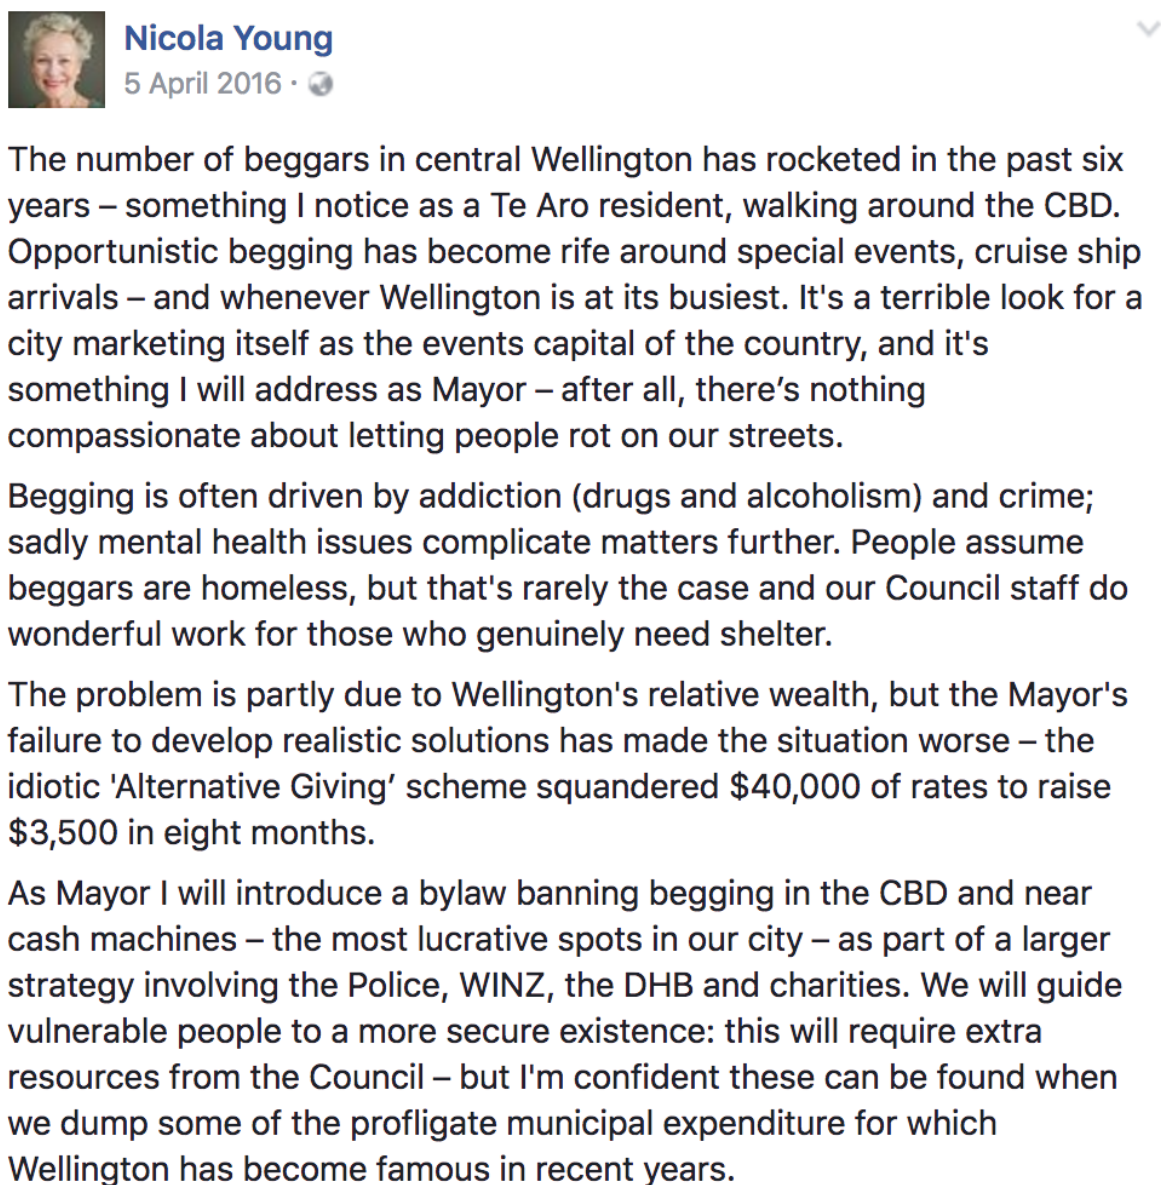 Nicola Young
5 April 2016 ·
The number of beggars in central Wellington has rocketed in the past six
years – something I notice as a Te Aro resident, walking around the CBD.
Opportunistic begging has become rife around special events, cruise ship
arrivals – and whenever Wellington is at its busiest. It's a terrible look for a
city marketing itself as the events capital of the country, and it's
something I will address as Mayor – after all, there’s nothing
compassionate about letting people rot on our streets.
Begging is often driven by addiction (drugs and alcoholism) and crime;
sadly mental health issues complicate matters further. People assume
beggars are homeless, but that's rarely the case and our Council staff do
wonderful work for those who genuinely need shelter.
The problem is partly due to Wellington's relative wealth, but the Mayor's
failure to develop realistic solutions has made the situation worse – the
idiotic 'Alternative Giving’ scheme squandered $40,000 of rates to raise
$3,500 in eight months.
As Mayor I will introduce a bylaw banning begging in the CBD and near
cash machines – the most lucrative spots in our city – as part of a larger
strategy involving the Police, WINZ, the DHB and charities. We will guide
vulnerable people to a more secure existence: this will require extra
resources from the Council – but I'm confident these can be found when
we dump some of the profligate municipal expenditure for which
Wellington has become famous in recent years.